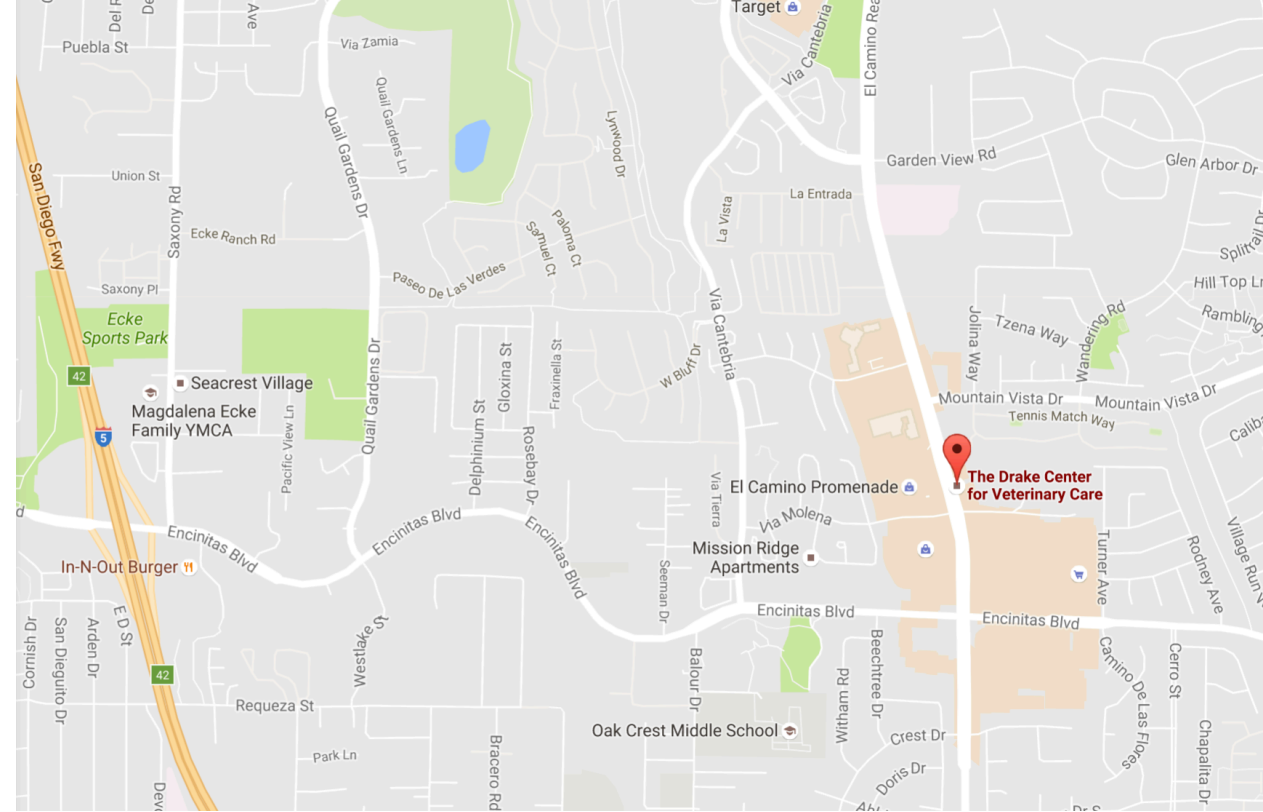 Del R
Ave
Target
Via Cantebria
El Camino Rea
Puebla St
Via Zamia
Quail Gardens Ln
Quail Gardens Dr
Lynwood Dr
Garden View Rd
Glen Arbor Dr
Union St
La Entrada
La Vista
San Diego Fwy
Saxony Rd
Ecke Ranch Rd
Samuel Ct
Paloma Ct
Splitrail Dr
Paseo De Las Verdes
Hill Top Ln
Saxony Pl
Ecke
Sports Park
Via Cantebria
Jolina Way
Tzena Way
Wandering Rd
Rambling
42
Seacrest Village
Magdalena Ecke
Family YMCA
Quail Gardens Dr
Gloxina St
Fraxinella St
W Bluff Dr
Mountain Vista Dr
Mountain Vista Dr
Tennis Match Way
5
Pacific View Ln
Delphinium St
Rosebay Dr
Caliba
Via Tierra
El Camino Promenade
The Drake Center
for Veterinary Care
d
Encinitas Blvd
Encinitas Blvd
Encinitas Blvd
Via Molena
Mission Ridge
Apartments
Turner Ave
Rodney Ave
Village Run
In-N-Out Burger
Seeman Dr
Encinitas Blvd
Encinitas Blvd
Cornish Dr
San Dieguito Dr
Arden Dr
E D St
Westlake St
42
Balour Dr
Witham Rd
Beechtree Dr
Camino De Las Flores
Cerro St
Requeza St
Oak Crest Middle School
Crest Dr
Chapalita D
Park Ln
Bracero Rd
Doris Dr
Devo